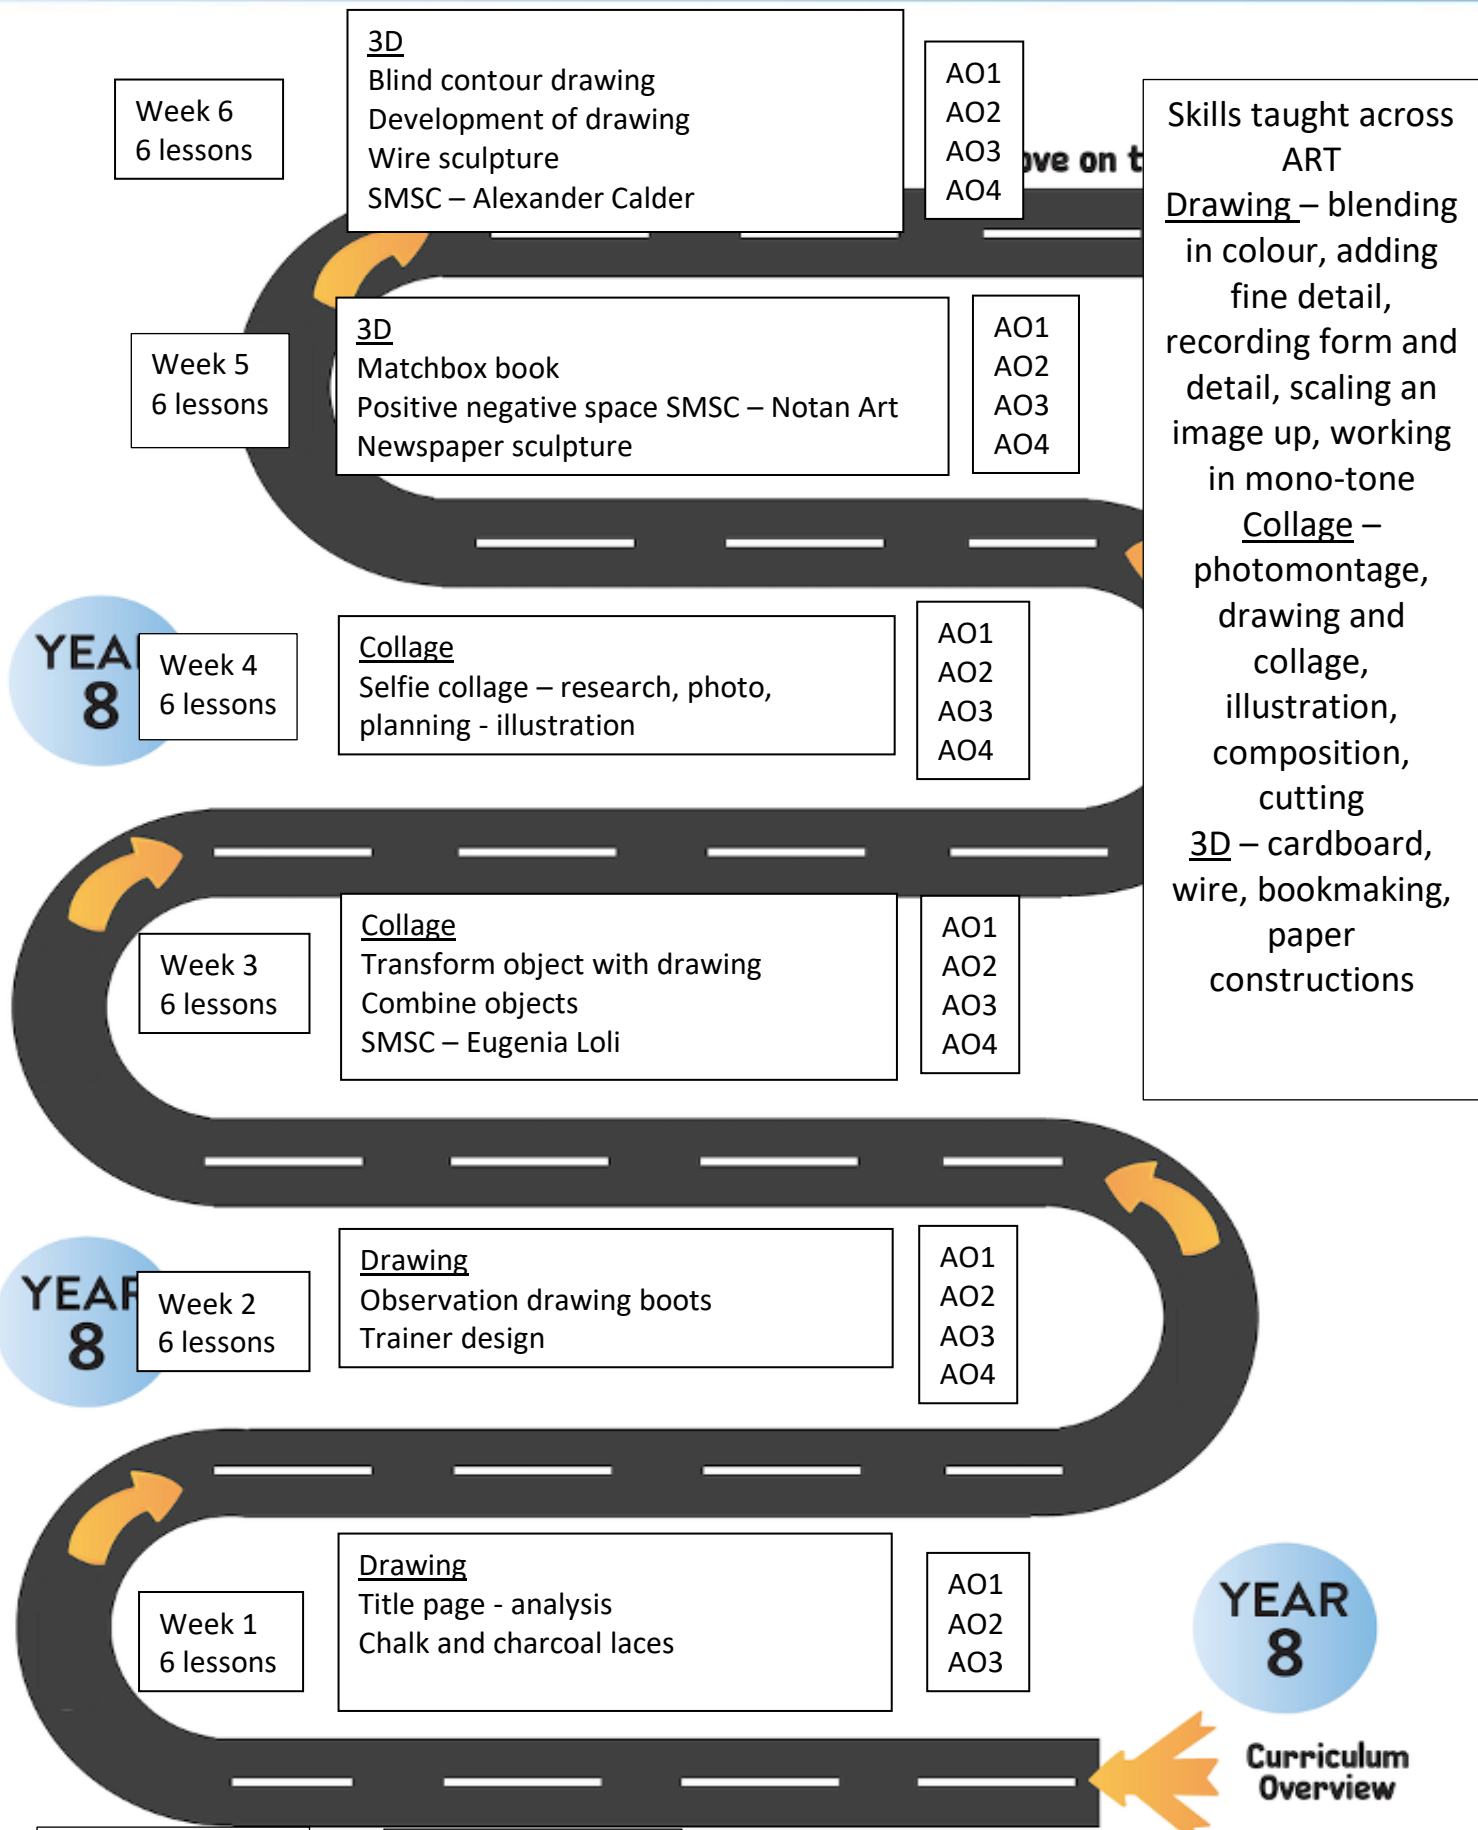 3D
Blind contour drawing
Development of drawing
Wire sculpture
SMSC – Alexander Calder
AO1
AO2
AO3
AO4
Week 6
6 lessons
on
Skills taught across
ART
Drawing – blending
in colour, adding
fine detail,
recording form and
detail, scaling an
image up, working
in mono-tone
Collage –
photomontage,
drawing and
collage,
illustration,
composition,
cutting
3D – cardboard,
wire, bookmaking,
paper
constructions
3D
Matchbox book
Positive negative space SMSC – Notan Art
Newspaper sculpture
AO1
AO2
AO3
AO4
Week 5
6 lessons
8
Week 4
6 lessons
Collage
Selfie collage – research, photo,
planning - illustration
AO1
AO2
AO3
AO4
Week 3
6 lessons
Collage
Transform object with drawing
Combine objects
SMSC – Eugenia Loli
AO1
AO2
AO3
AO4
8
Week 2
6 lessons
Drawing
Observation drawing boots
Trainer design
AO1
AO2
AO3
AO4
Week 1
6 lessons
Drawing
Title page - analysis
Chalk and charcoal laces
AO1
AO2
AO3
YEAR
8
Curriculum
Overview